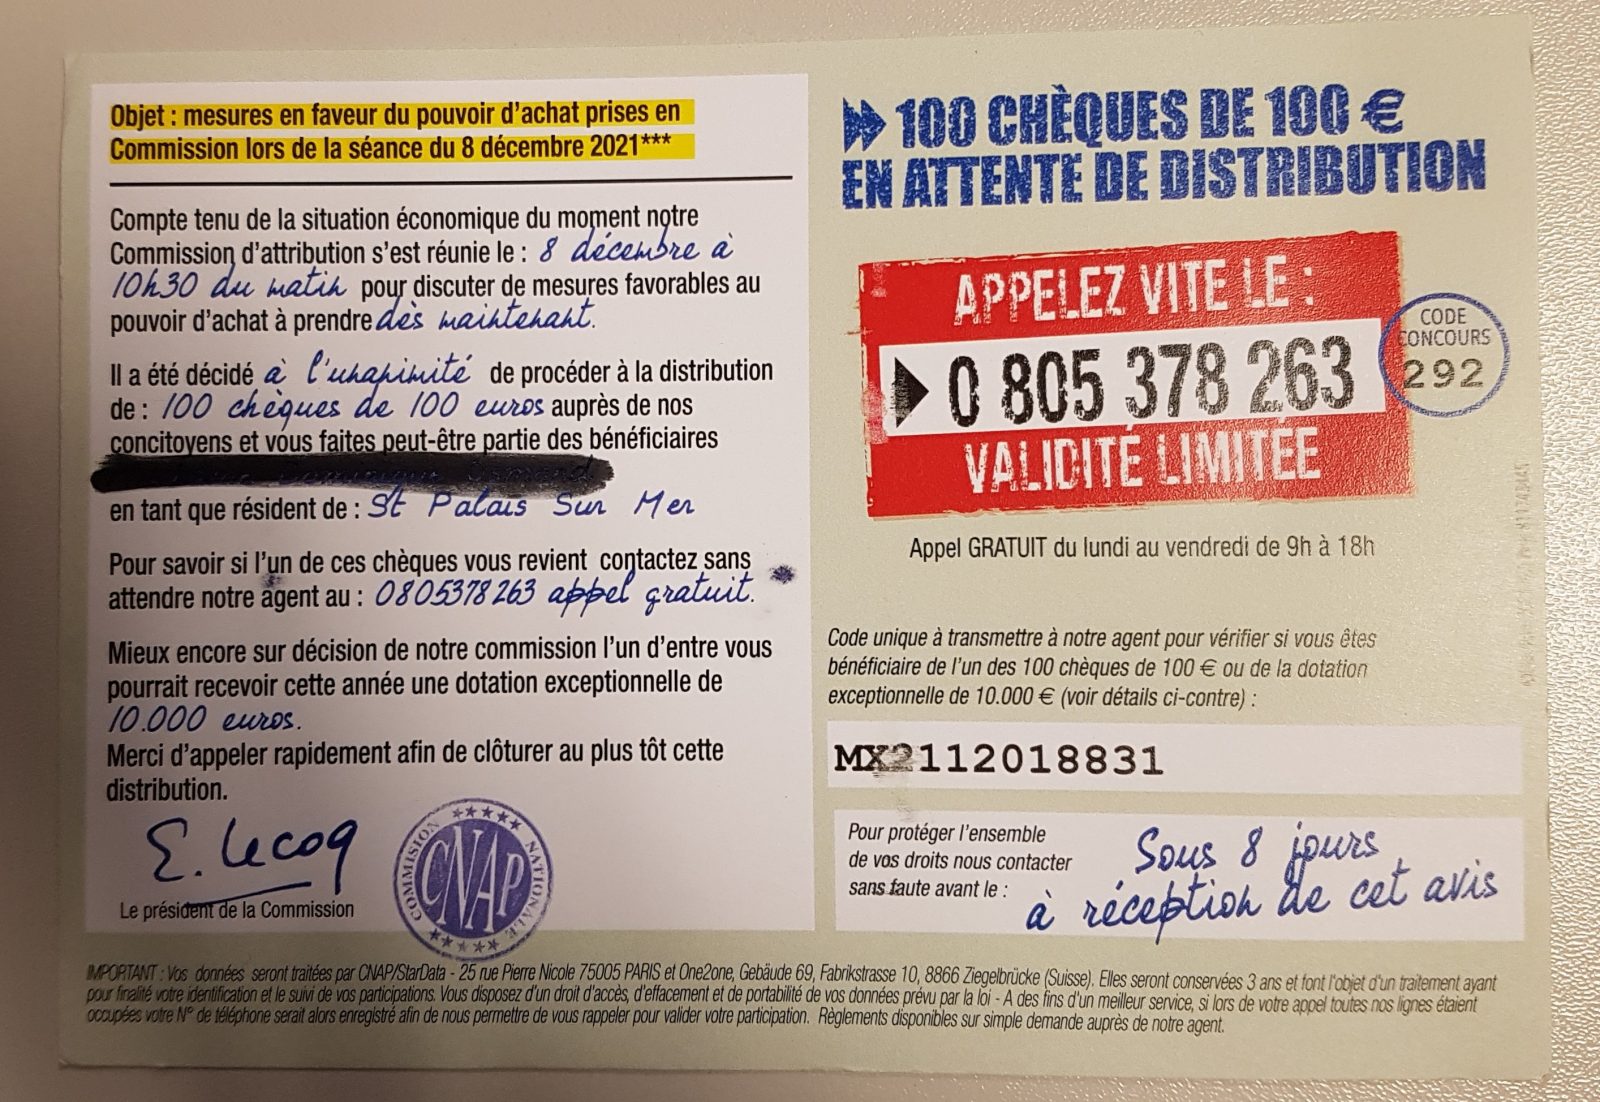 Objet : mesures en faveur du pouvoir d'achat prises en
Commission lors de la séance du 8 décembre 2021***
Compte tenu de la situation économique du moment notre
Commission d'attribution s'est réunie le : 8 décembre à
10h30 du matin pour discuter de mesures favorables au
pouvoir d'achat à prendre dès maintenant.
Il a été décidé à l'unanimité de procéder à la distribution
de : 100 chèques de 100 euros auprès de nos
concitoyens et vous faites peut-être partie des bénéficiaires
en tant que résident de : St Palais Sur Mer
Pour savoir si l'un de ces chèques vous revient contactez sans
attendre notre agent au : 0805378263 appel gratuit.
Mieux encore sur décision de notre commission l'un d'entre vous
pourrait recevoir cette année une dotation exceptionnelle de
10.000 euros.
Merci d'appeler rapidement afin de clôturer au plus tôt cette
distribution.
E. Lecoq
Le président de la Commission
COMMISSION NATIONALE
CNAP
100 CHÈQUES DE 100 €
EN ATTENTE DE DISTRIBUTION
APPELEZ VITE LE :
0 805 378 263
VALIDITÉ LIMITÉE
CODE
CONCOURS
292
Appel GRATUIT du lundi au vendredi de 9h à 18h
Code unique à transmettre à notre agent pour vérifier si vous êtes
bénéficiaire de l'un des 100 chèques de 100 € ou de la dotation
exceptionnelle de 10.000 € (voir détails ci-contre) :
MX2112018831
Pour protéger l'ensemble
de vos droits nous contacter
sans faute avant le :
Sous 8 jours
à réception de cet avis
IMPORTANT : Vos données seront traitées par CNAP/StarData - 25 rue Pierre Nicole 75005 PARIS et One2one, Gebäude 69, Fabrikstrasse 10, 8866 Ziegelbrücke (Suisse). Elles seront conservées 3 ans et font l'objet d'un traitement ayant
pour finalité votre identification et le suivi de vos participations. Vous disposez d'un droit d'accès, d'effacement et de portabilité de vos données prévu par la loi - A des fins d'un meilleur service, si lors de votre appel toutes nos lignes étaient
occupées votre N° de téléphone serait alors enregistré afin de nous permettre de vous rappeler pour valider votre participation. Règlements disponibles sur simple demande auprès de notre agent.